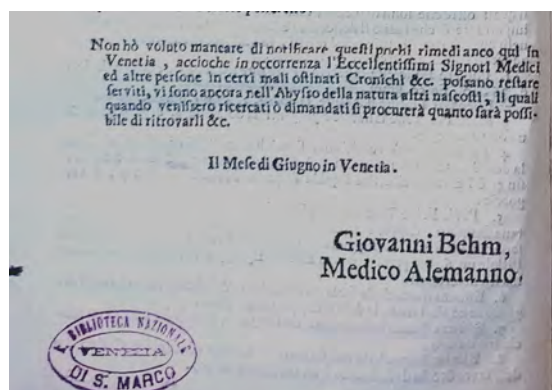 Non hò voluto mancare di notificare questi pochi rimedi anco quì in
Venetia, accioche in occorrenza l'Eccellentissimi Signori Medici
ed altre persone in certi mali ostinati Cronichi &c. possano restare
serviti, vi sono ancora nell'Abysso della natura altri nascosti, li quali
quando venissero ricercati ò dimandati si procurerà quanto sarà possi-
bile di ritrovarli &c.
Il Mese di Giugno in Venetia.
Giovanni Behm,
Medico Alemanno,
BIBLIOTECA NAZIONALE
VENEZIA
DI S. MARCO